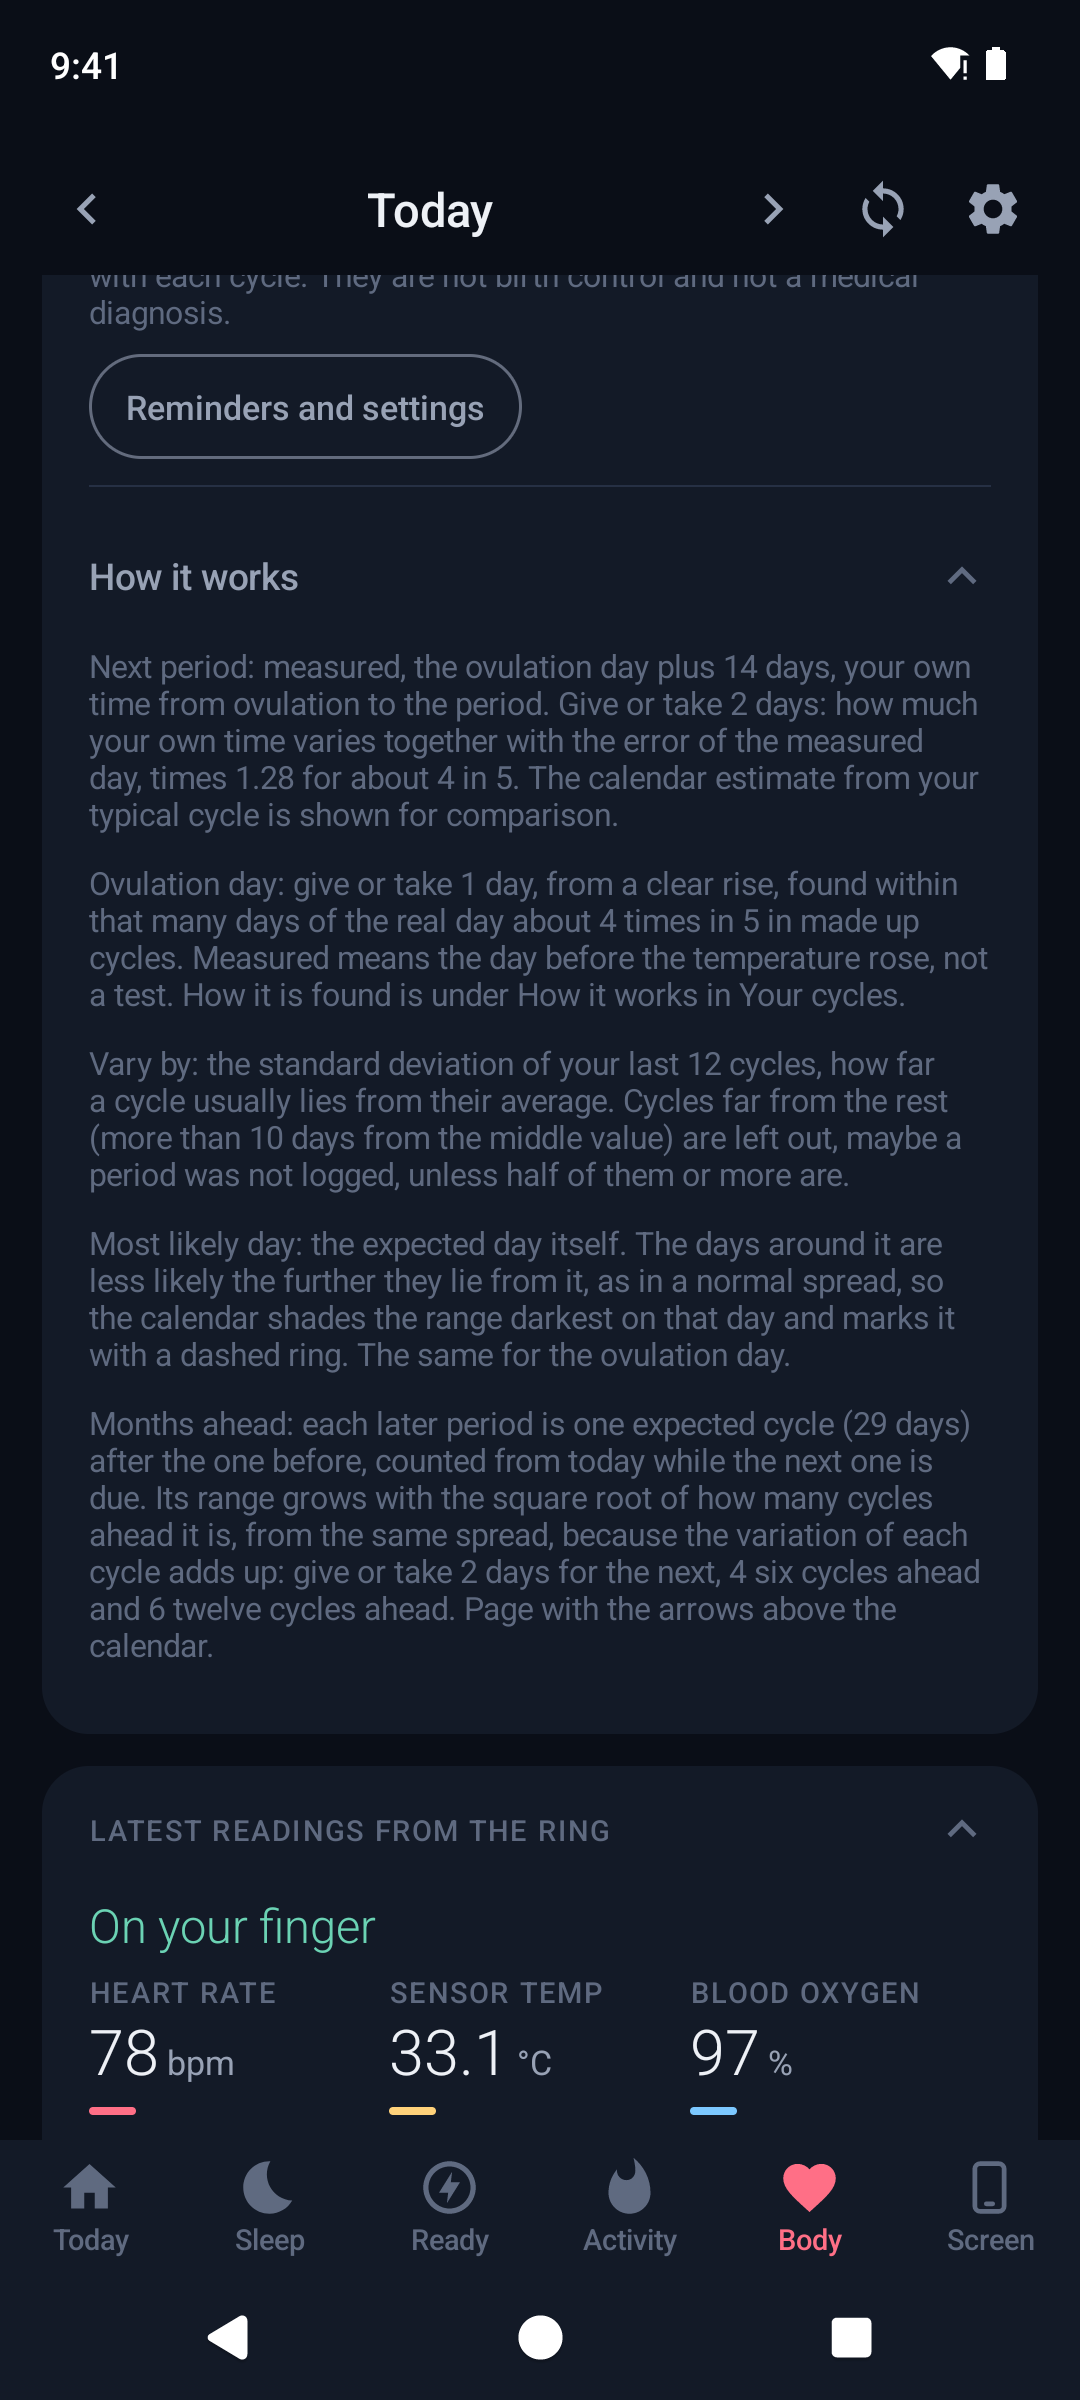 9:41
Today
with each cycle. They are not birth control and not a medical
diagnosis.
Reminders and settings
How it works
Next period: measured, the ovulation day plus 14 days, your own
time from ovulation to the period. Give or take 2 days: how much
your own time varies together with the error of the measured
day, times 1.28 for about 4 in 5. The calendar estimate from your
typical cycle is shown for comparison.
Ovulation day: give or take 1 day, from a clear rise, found within
that many days of the real day about 4 times in 5 in made up
cycles. Measured means the day before the temperature rose, not
a test. How it is found is under How it works in Your cycles.
Vary by: the standard deviation of your last 12 cycles, how far
a cycle usually lies from their average. Cycles far from the rest
(more than 10 days from the middle value) are left out, maybe a
period was not logged, unless half of them or more are.
Most likely day: the expected day itself. The days around it are
less likely the further they lie from it, as in a normal spread, so
the calendar shades the range darkest on that day and marks it
with a dashed ring. The same for the ovulation day.
Months ahead: each later period is one expected cycle (29 days)
after the one before, counted from today while the next one is
due. Its range grows with the square root of how many cycles
ahead it is, from the same spread, because the variation of each
cycle adds up: give or take 2 days for the next, 4 six cycles ahead
and 6 twelve cycles ahead. Page with the arrows above the
calendar.
LATEST READINGS FROM THE RING
On your finger
HEART RATE SENSOR TEMP BLOOD OXYGEN
78 bpm 33.1 °C 97 %
Today Sleep Ready Activity Body Screen